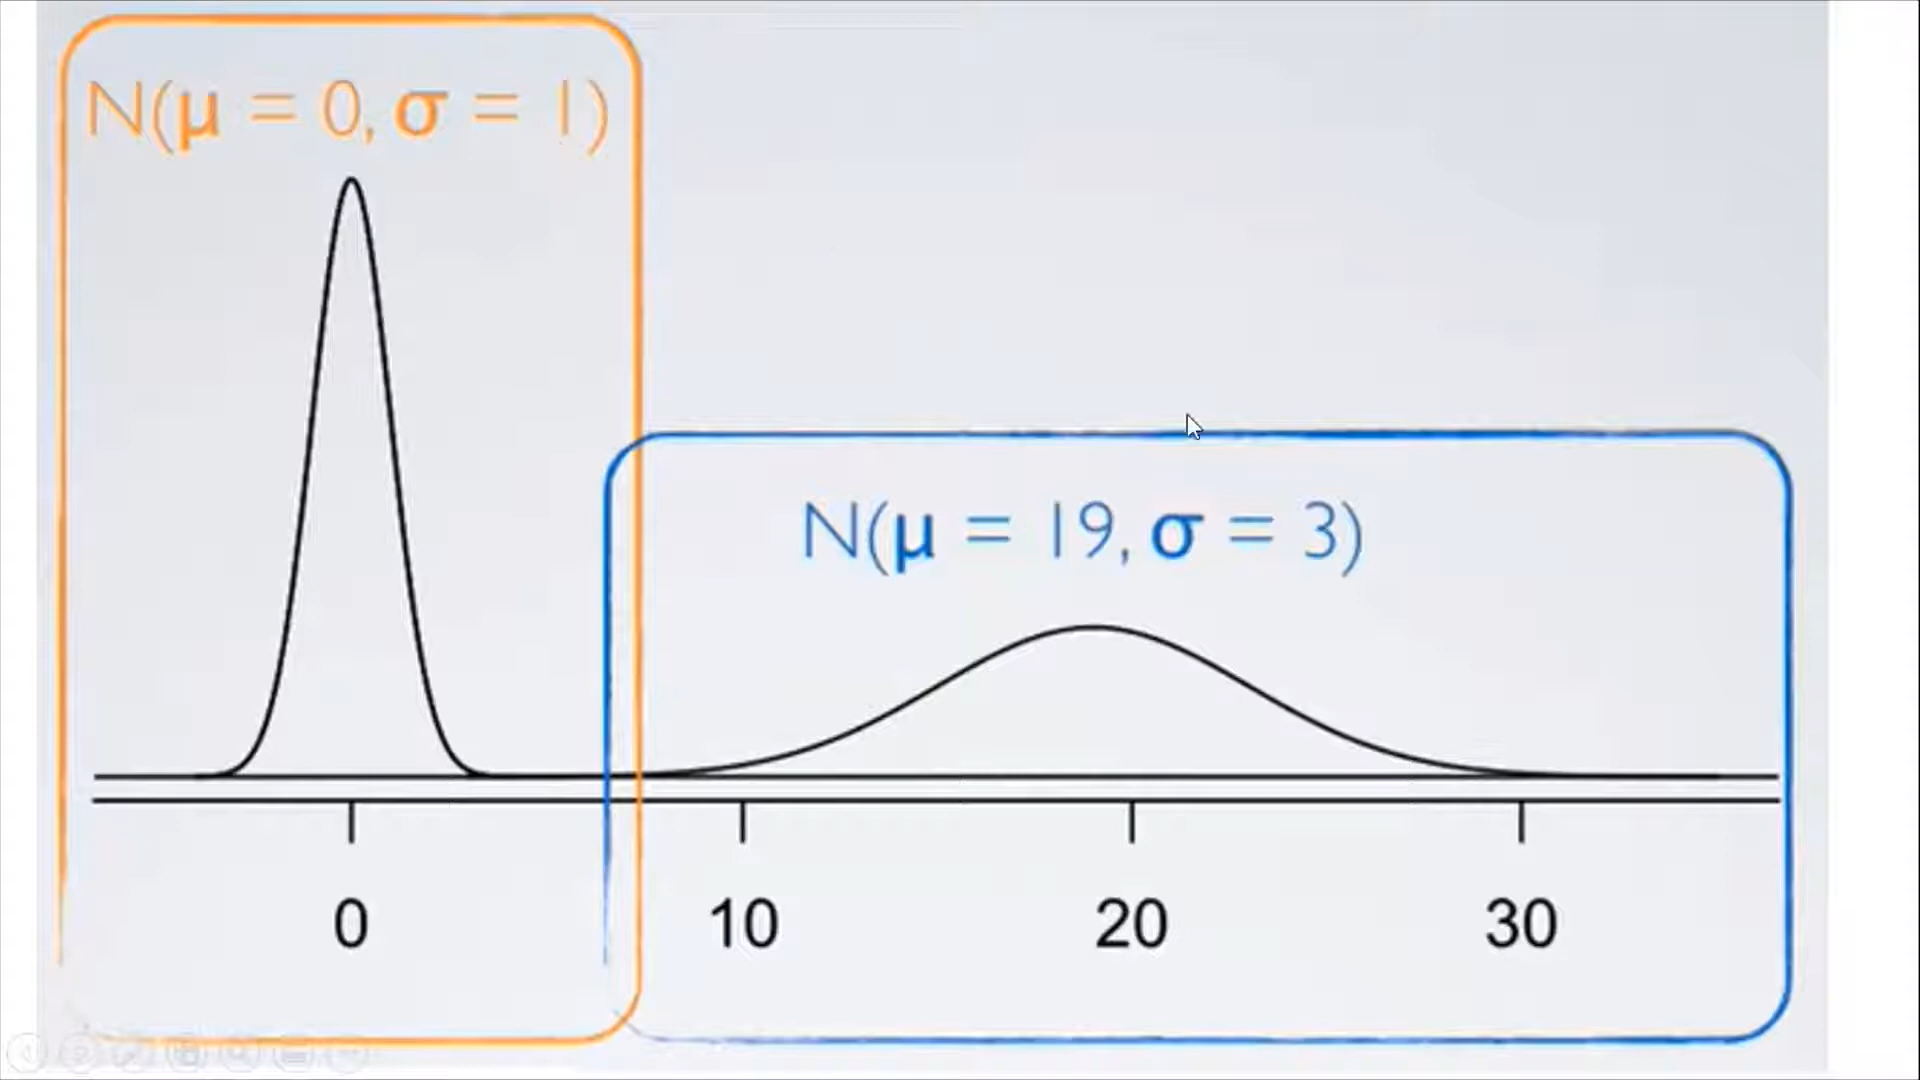 N(μ = 0, σ = 1)
N(μ = 19, σ = 3)
0 10 20 30